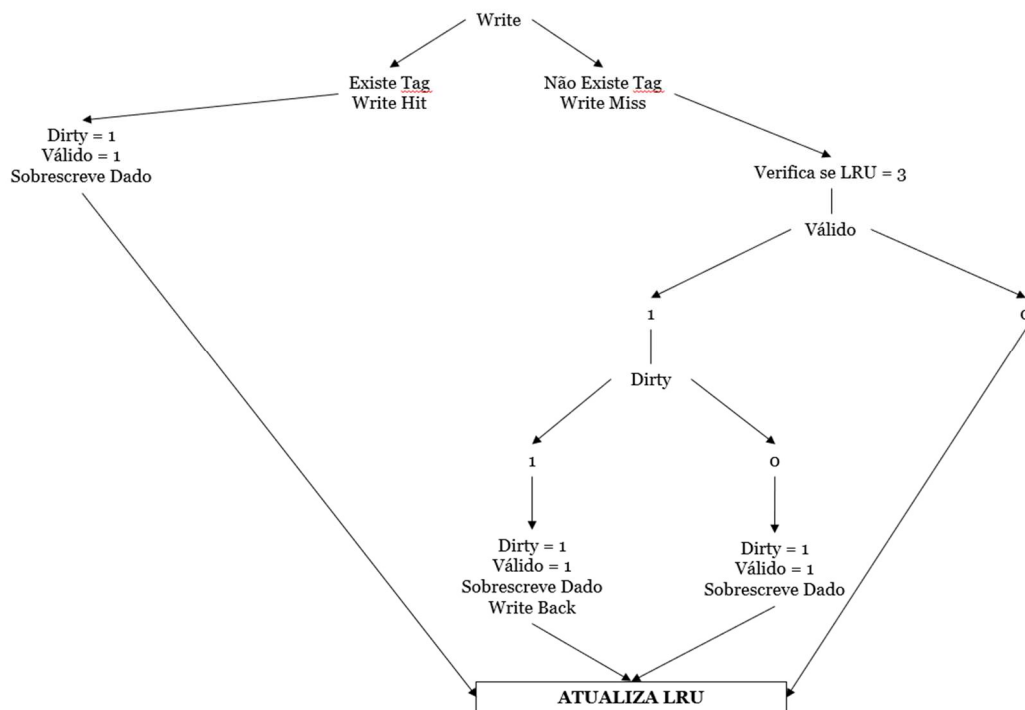 Write
Existe Tag
Write Hit
Não Existe Tag
Write Miss
Dirty = 1
Válido = 1
Sobrescreve Dado
Verifica se LRU = 3
Válido
1
0
Dirty
1
0
Dirty = 1
Válido = 1
Sobrescreve Dado
Write Back
Dirty = 1
Válido = 1
Sobrescreve Dado
ATUALIZA LRU